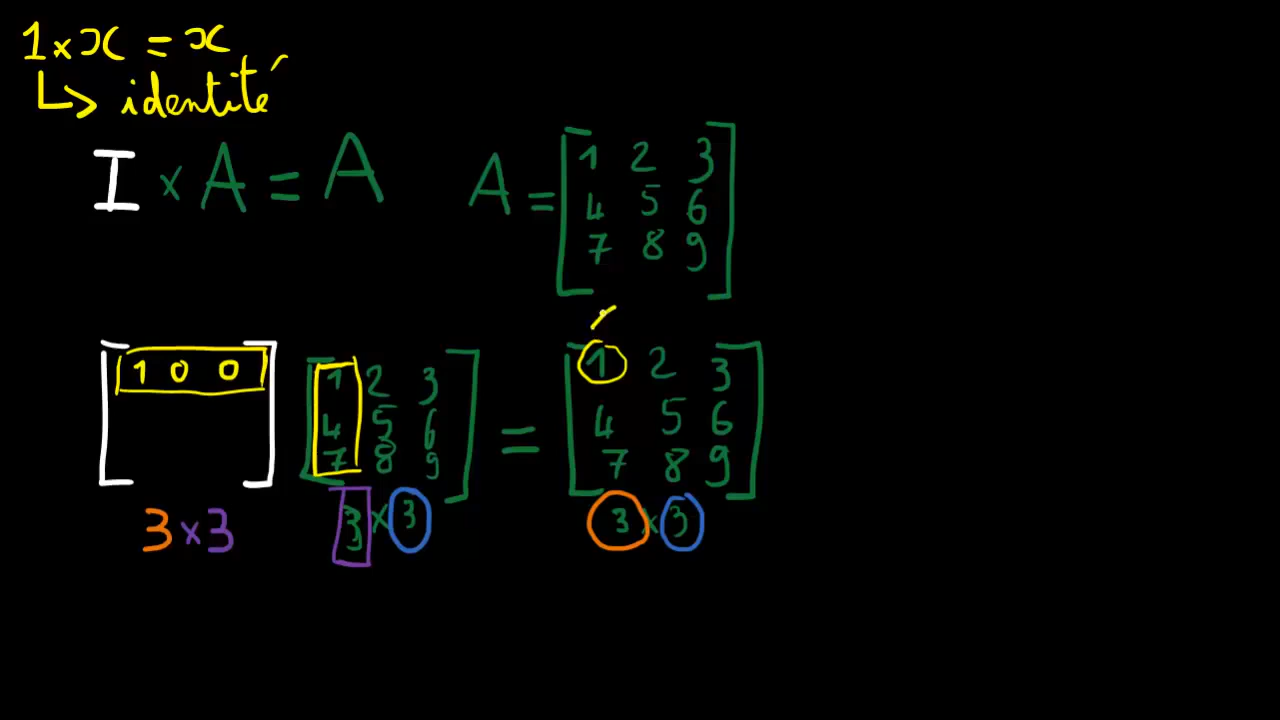 1 × x = x
↳ identité
I × A = A
A = [ 1 2 3
4 5 6
7 8 9 ]
[ 1 0 0 ] [ 1 2 3
4 5 6
7 8 9 ] = [ 1 2 3
4 5 6
7 8 9 ]
3 × 3 3 × 3 3 × 3